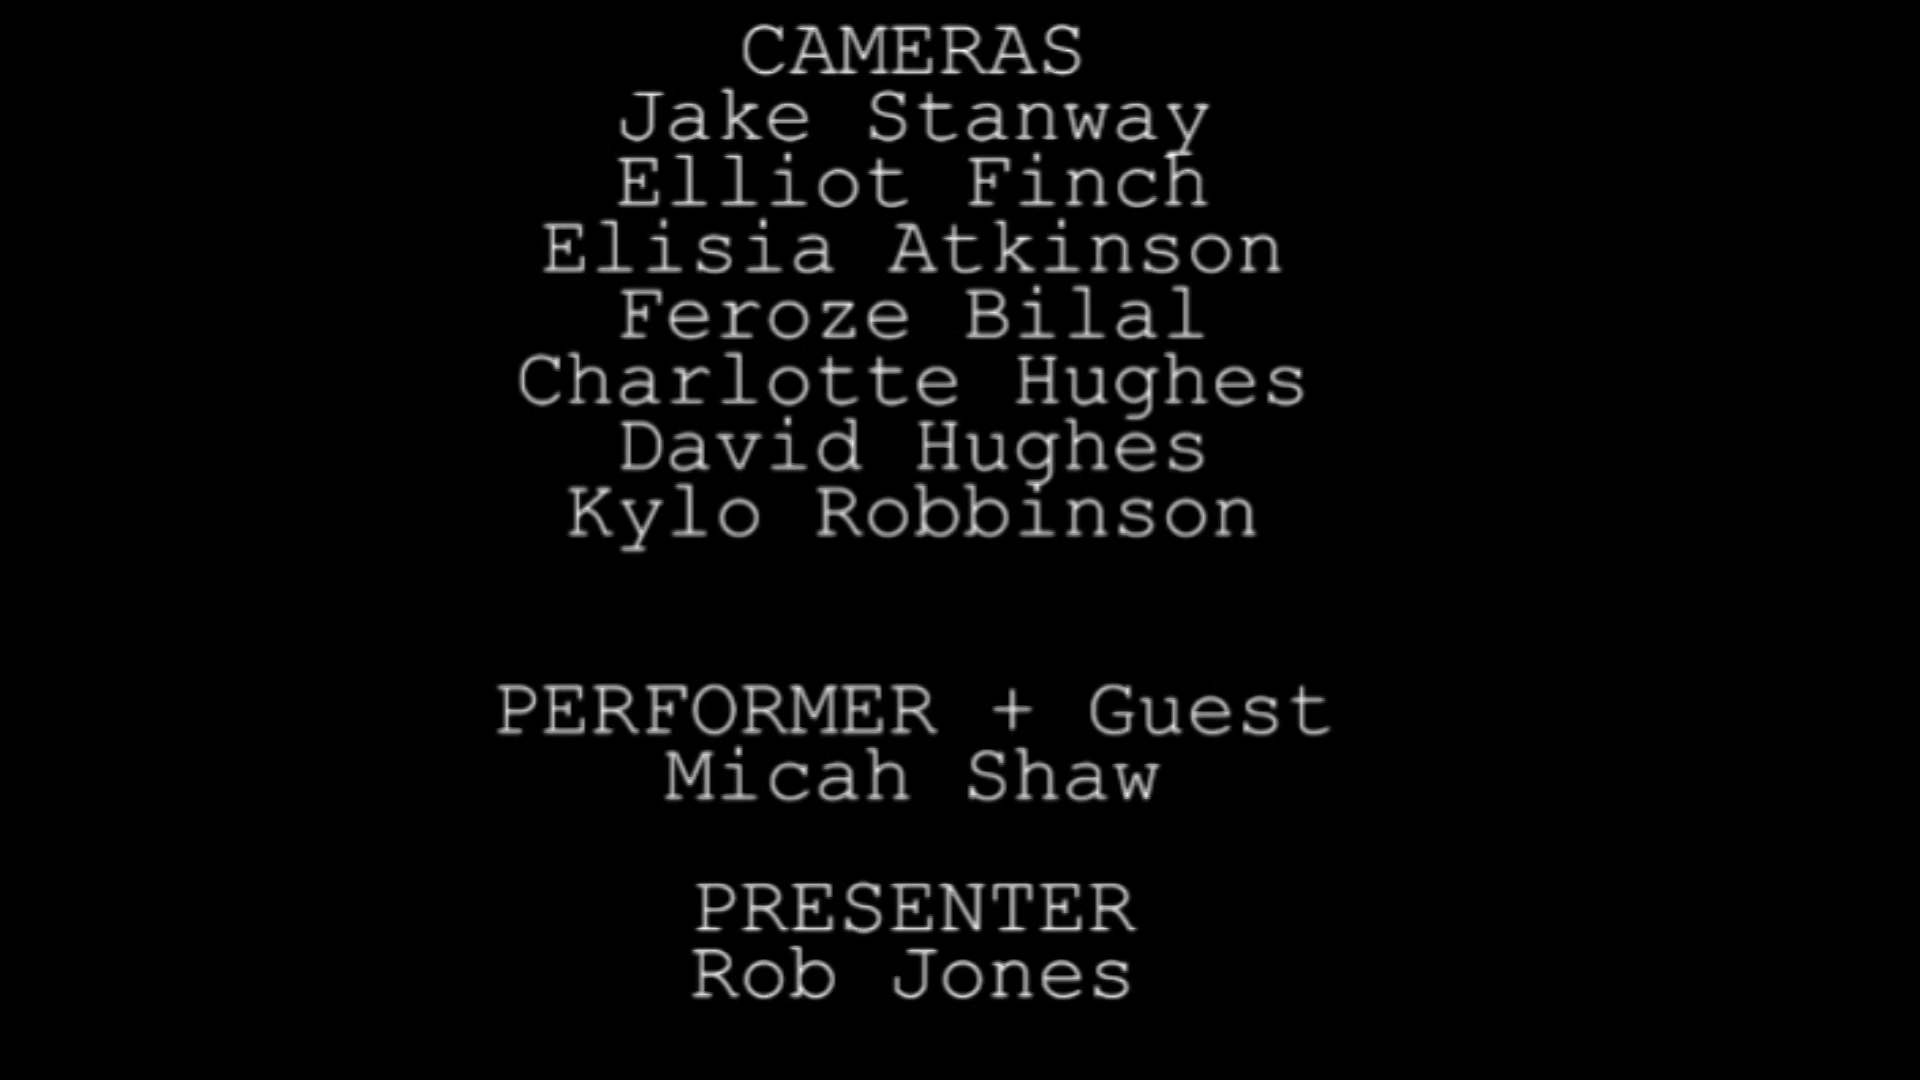 CAMERAS
Jake Stanway
Elliot Finch
Elisia Atkinson
Feroze Bilal
Charlotte Hughes
David Hughes
Kylo Robbinson
PERFORMER + Guest
Micah Shaw
PRESENTER
Rob Jones